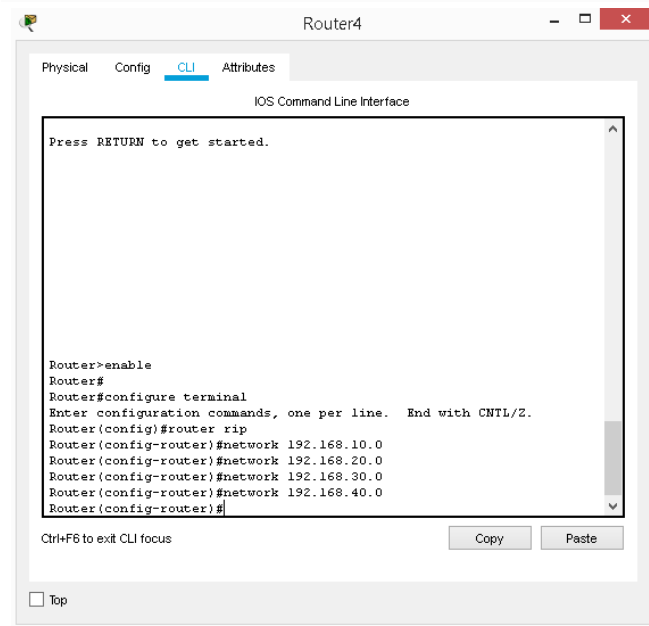 Router4
Physical Config CLI Attributes
IOS Command Line Interface
Press RETURN to get started.
Router>enable
Router#
Router#configure terminal
Enter configuration commands, one per line.  End with CNTL/Z.
Router(config)#router rip
Router(config-router)#network 192.168.10.0
Router(config-router)#network 192.168.20.0
Router(config-router)#network 192.168.30.0
Router(config-router)#network 192.168.40.0
Router(config-router)#
Ctrl+F6 to exit CLI focus Copy Paste
Top